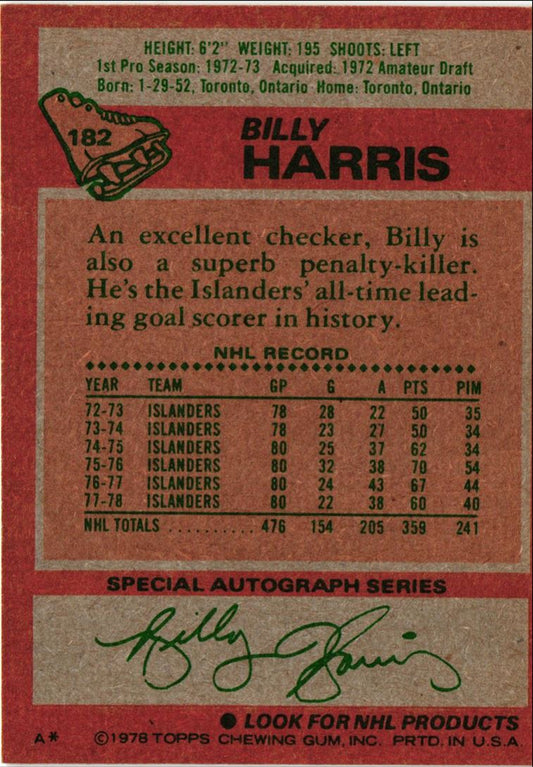 HEIGHT: 6'2" WEIGHT: 195 SHOOTS: LEFT
1st Pro Season: 1972-73 Acquired: 1972 Amateur Draft
Born: 1-29-52, Toronto, Ontario Home: Toronto, Ontario
182
BILLY
HARRIS
An excellent checker, Billy is
also a superb penalty-killer.
He's the Islanders' all-time lead-
ing goal scorer in history.
NHL RECORD
YEAR TEAM GP G A PTS PIM
72-73 ISLANDERS 78 28 22 50 35
73-74 ISLANDERS 78 23 27 50 34
74-75 ISLANDERS 80 25 37 62 34
75-76 ISLANDERS 80 32 38 70 54
76-77 ISLANDERS 80 24 43 67 44
77-78 ISLANDERS 80 22 38 60 40
NHL TOTALS .......... 476 154 205 359 241
SPECIAL AUTOGRAPH SERIES
Billy Harris
● LOOK FOR NHL PRODUCTS
A* ©1978 TOPPS CHEWING GUM, INC. PRTD. IN U.S.A.